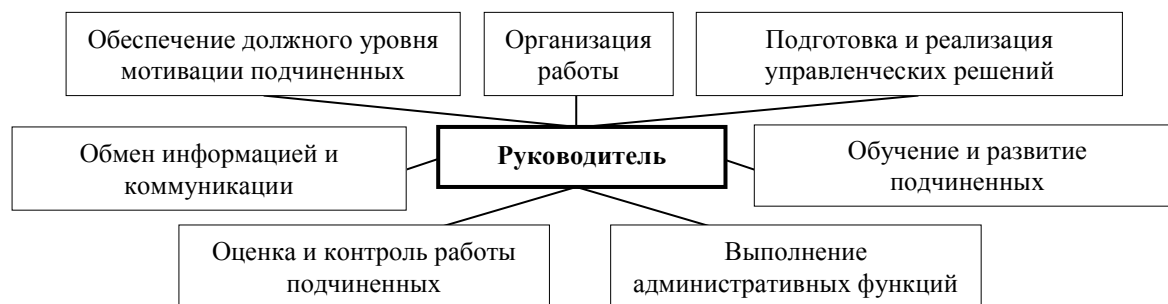 Обеспечение должного уровня
мотивации подчиненных
Организация
работы
Подготовка и реализация
управленческих решений
Обмен информацией и
коммуникации
Руководитель
Обучение и развитие
подчиненных
Оценка и контроль работы
подчиненных
Выполнение
административных функций